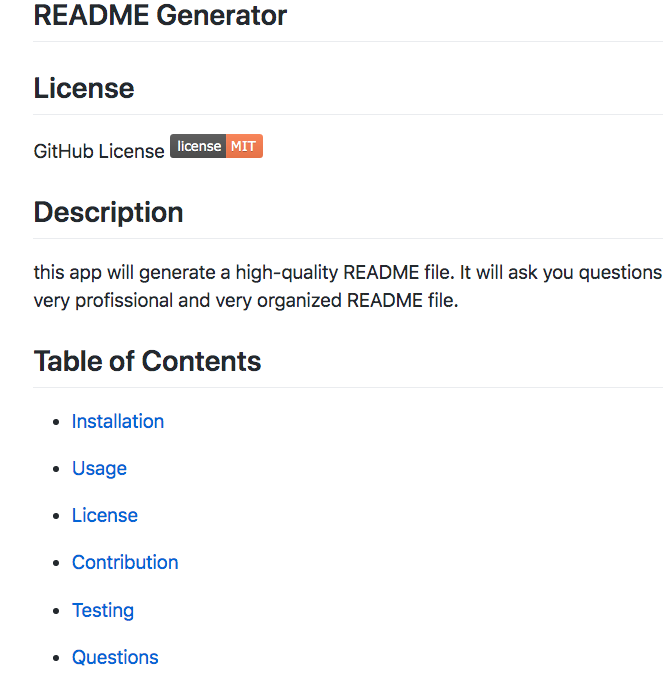 README Generator
License
GitHub License license MIT
Description
this app will generate a high-quality README file. It will ask you questions
very profissional and very organized README file.
Table of Contents
Installation
Usage
License
Contribution
Testing
Questions